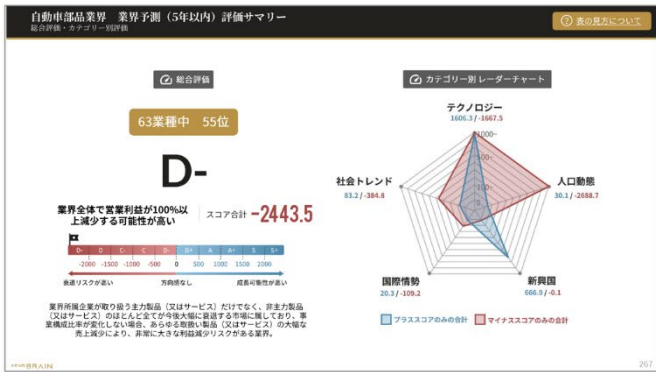 自動車部品業界　業界予測（5年以内）評価サマリー
総合評価・カテゴリー別評価
? 表の見方について
総合評価
63業種中　55位
D-
業界全体で営業利益が100%以
上減少する可能性が高い
スコア合計 -2443.5
D- D C- C B- B+ A A+ S S+
-2000 -1500 -1000 -500 0 500 1000 1500 2000
衰退リスクが高い 方向感なし 成長可能性が高い
業界所属企業が取り扱う主力製品（又はサービス）だけでなく、非主力製品
（又はサービス）のほとんど全てが今後大幅に衰退する市場に属しており、事
業構成比率が変化しない場合、あらゆる取扱い製品（又はサービス）の大幅な
売上減少により、非常に大きな利益減少リスクがある業界。
カテゴリー別 レーダーチャート
テクノロジー
1606.3 / -1667.5
1000-
500-
100-
0
社会トレンド
83.2 / -384.8
人口動態
30.1 / -2688.7
国際情勢
20.3 / -109.2
新興国
666.9 / -0.1
プラススコアのみの合計
マイナススコアのみの合計
BRAIN
267